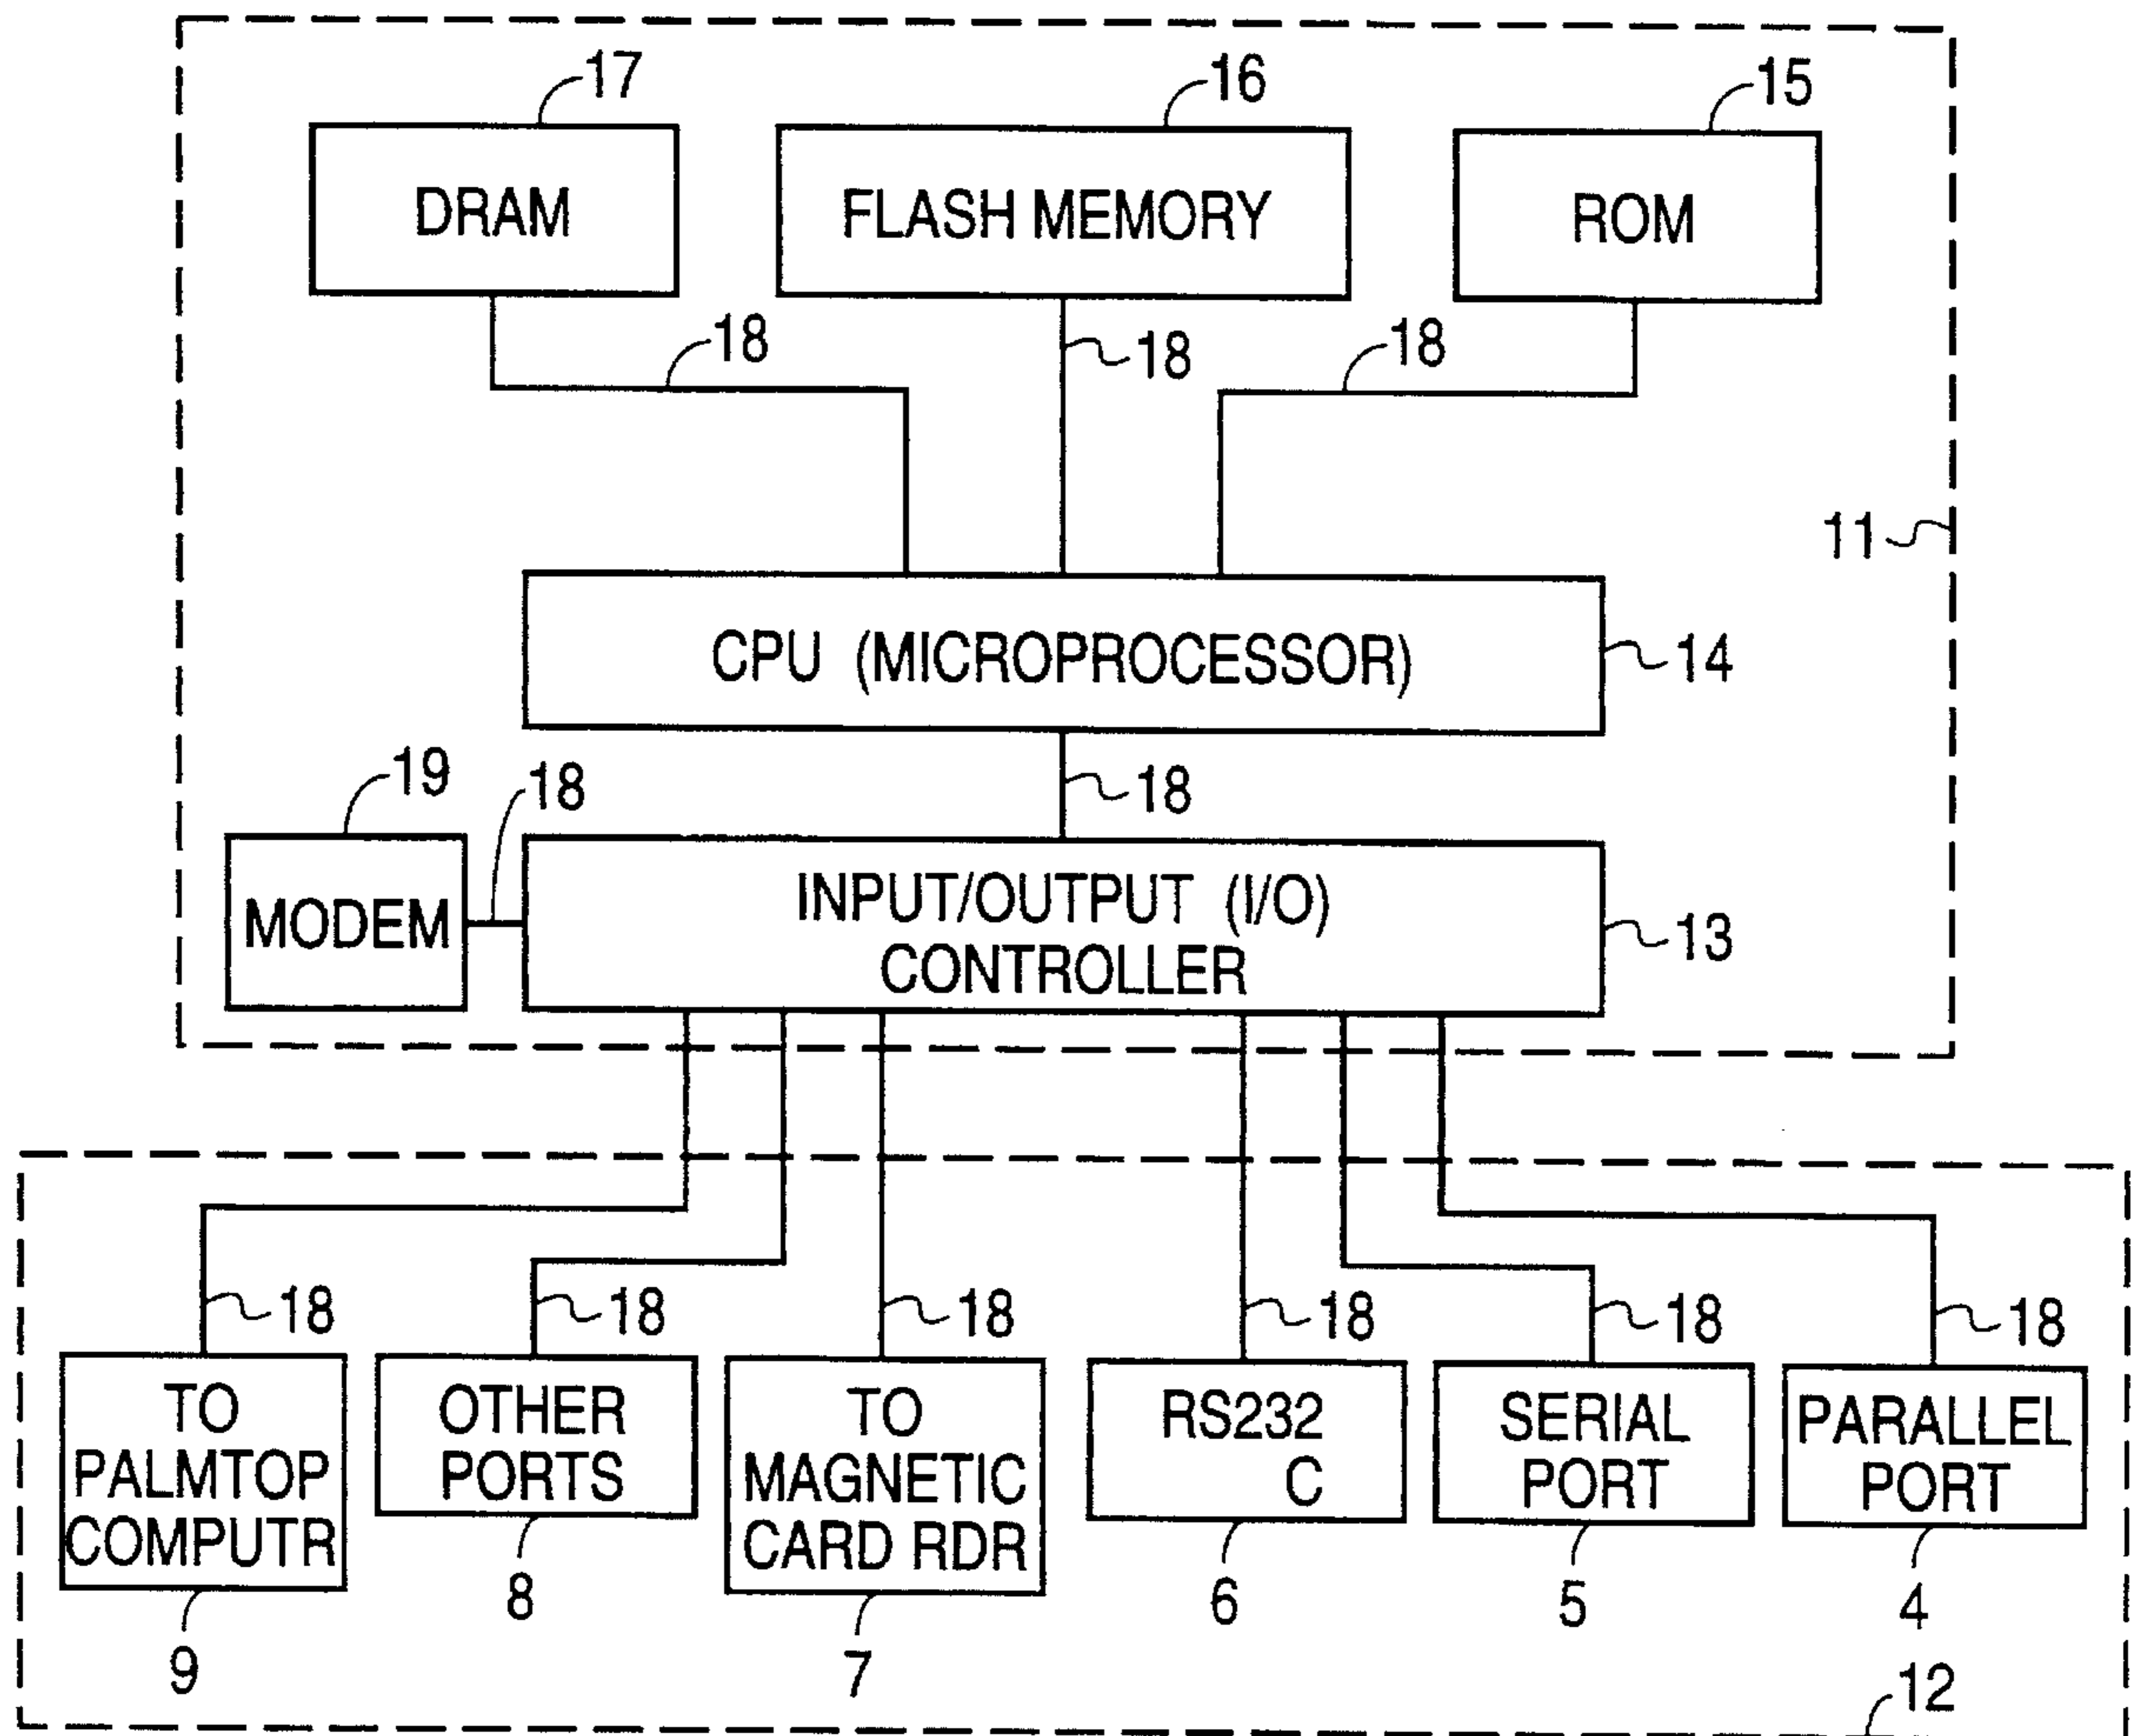 17
16
15
DRAM
FLASH MEMORY
ROM
18
18
18
11
CPU (MICROPROCESSOR)
14
18
19
18
MODEM
INPUT/OUTPUT (I/O)
CONTROLLER
13
18
18
18
18
18
18
TO
PALMTOP
COMPUTR
OTHER
PORTS
TO
MAGNETIC
CARD RDR
RS232
C
SERIAL
PORT
PARALLEL
PORT
9
8
7
6
5
4
12